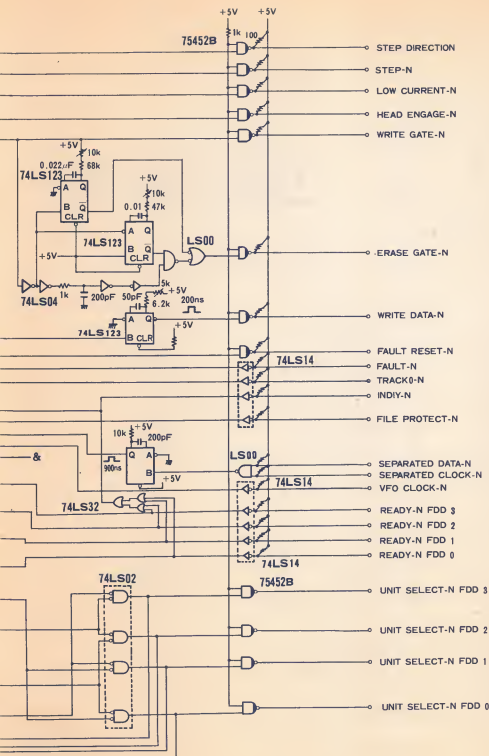 +5V +5V
1k 100
75452B
STEP DIRECTION
STEP-N
LOW CURRENT-N
HEAD ENGAGE-N
WRITE GATE-N
+5V
10k
0.022μF 68k
74LS123
A Q
B Q
CLR
+5V
10k
0.01 47k
74LS123
A Q
B Q
CLR
LS00
+5V
ERASE GATE-N
74LS04
1k
200pF
50pF
5k
+5V
6.2k
200ns
A Q
B
74LS123
+5V
WRITE DATA-N
FAULT RESET-N
74LS14
FAULT-N
TRACK0-N
INDIY-N
FILE PROTECT-N
+5V
10k 200pF
Q A
B
900ns
+5V
&
LS00
SEPARATED DATA-N
SEPARATED CLOCK-N
74LS14
VFO CLOCK-N
74LS32
READY-N FDD 3
READY-N FDD 2
READY-N FDD 1
READY-N FDD 0
74LS14
74LS02
75452B
UNIT SELECT-N FDD 3
UNIT SELECT-N FDD 2
UNIT SELECT-N FDD 1
UNIT SELECT-N FDD 0